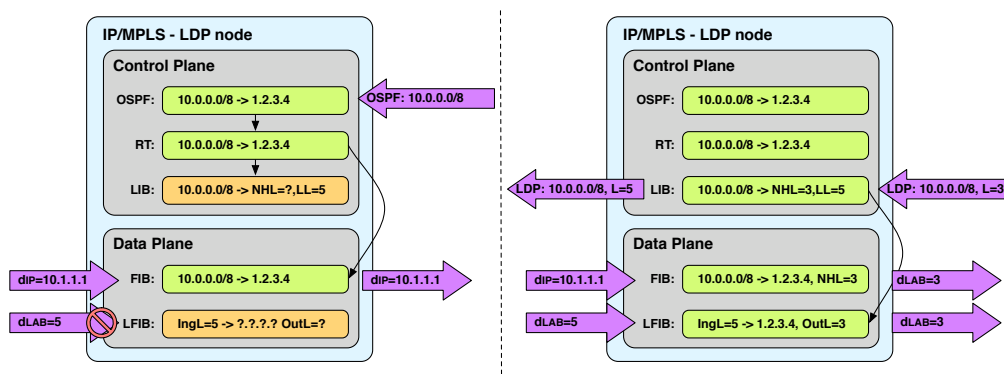 IP/MPLS - LDP node
Control Plane
OSPF:
10.0.0.0/8 -> 1.2.3.4
OSPF: 10.0.0.0/8
RT:
10.0.0.0/8 -> 1.2.3.4
LIB:
10.0.0.0/8 -> NHL=?,LL=5
Data Plane
dIP=10.1.1.1
FIB:
10.0.0.0/8 -> 1.2.3.4
dIP=10.1.1.1
dLAB=5
LFIB:
IngL=5 -> ?.?.?.? OutL=?
IP/MPLS - LDP node
Control Plane
OSPF:
10.0.0.0/8 -> 1.2.3.4
RT:
10.0.0.0/8 -> 1.2.3.4
LDP: 10.0.0.0/8, L=5
LIB:
10.0.0.0/8 -> NHL=3,LL=5
LDP: 10.0.0.0/8, L=3
Data Plane
dIP=10.1.1.1
FIB:
10.0.0.0/8 -> 1.2.3.4, NHL=3
dLAB=3
dLAB=5
LFIB:
IngL=5 -> 1.2.3.4, OutL=3
dLAB=3